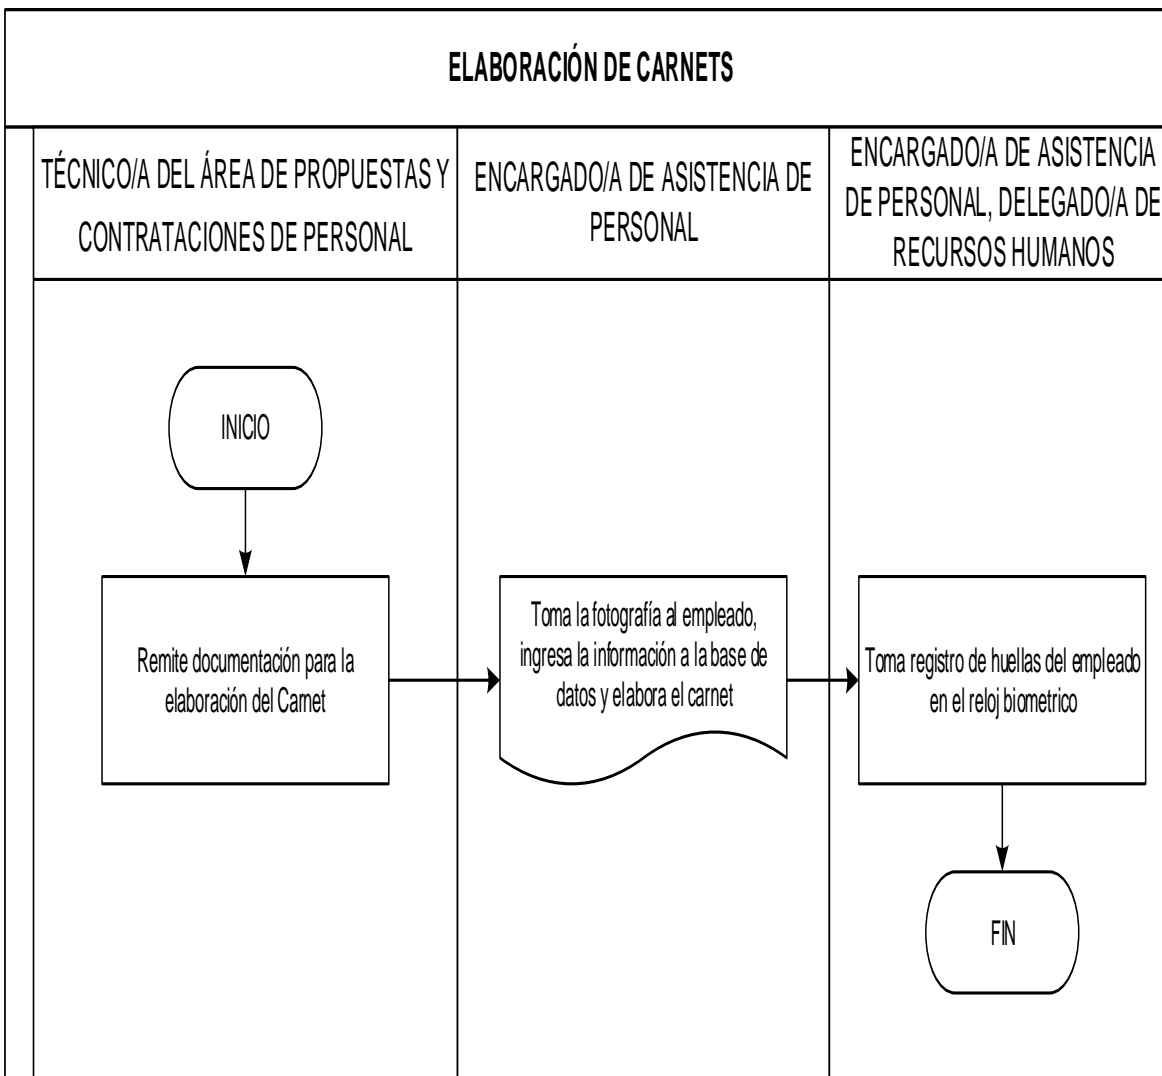 ELABORACIÓN DE CARNETS
TÉCNICO/A DEL ÁREA DE PROPUESTAS Y
CONTRATACIONES DE PERSONAL
ENCARGADO/A DE ASISTENCIA DE
PERSONAL
ENCARGADO/A DE ASISTENCIA
DE PERSONAL, DELEGADO/A DE
RECURSOS HUMANOS
INICIO
Remite documentación para la
elaboración del Carnet
Toma la fotografía al empleado,
ingresa la información a la base de
datos y elabora el carnet
Toma registro de huellas del empleado
en el reloj biometrico
FIN